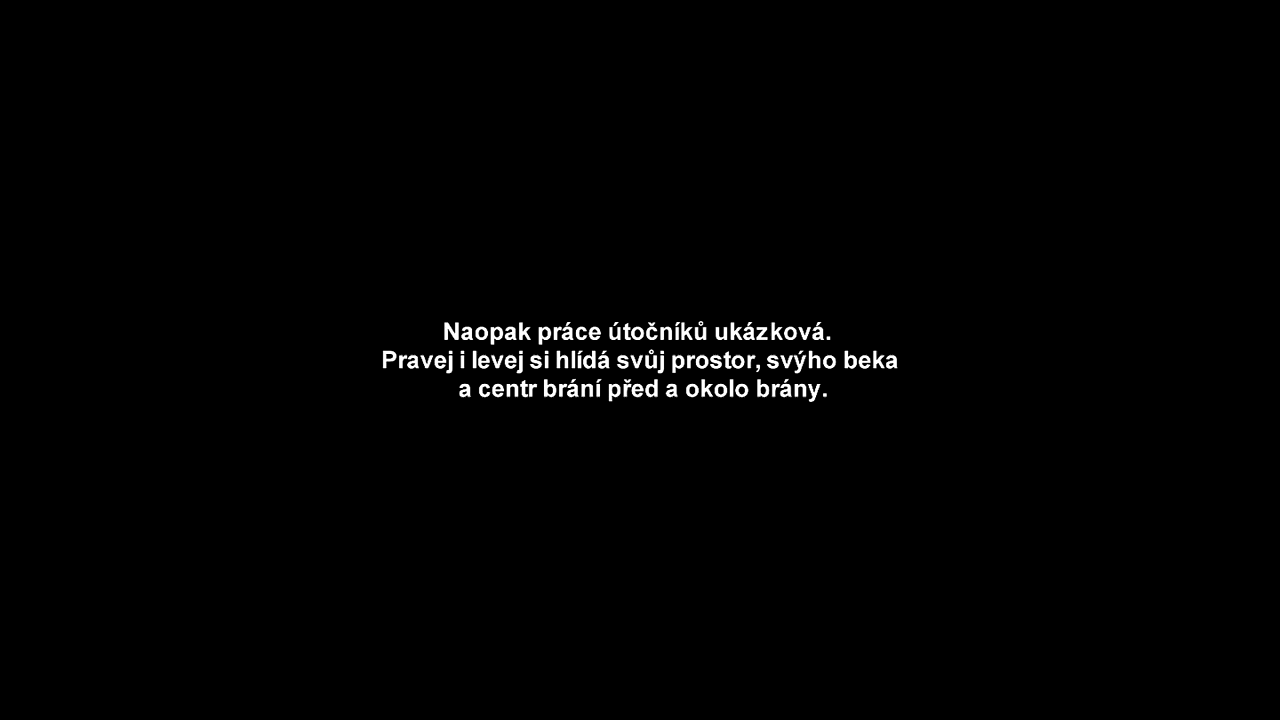 Naopak práce útočníků ukázková.
Pravej i levej si hlídá svůj prostor, svýho beka
a centr brání před a okolo brány.